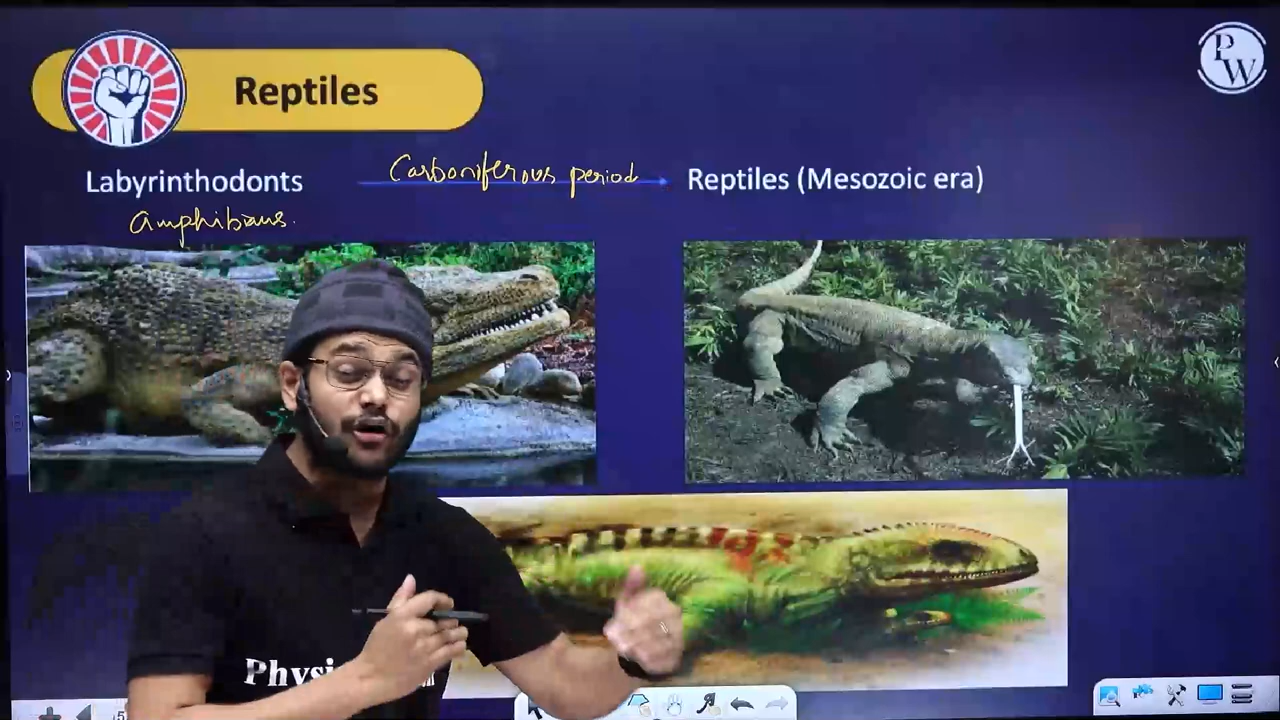 PW
Reptiles
Labyrinthodonts
Carboniferous period
Reptiles (Mesozoic era)
Amphibians.
Physi